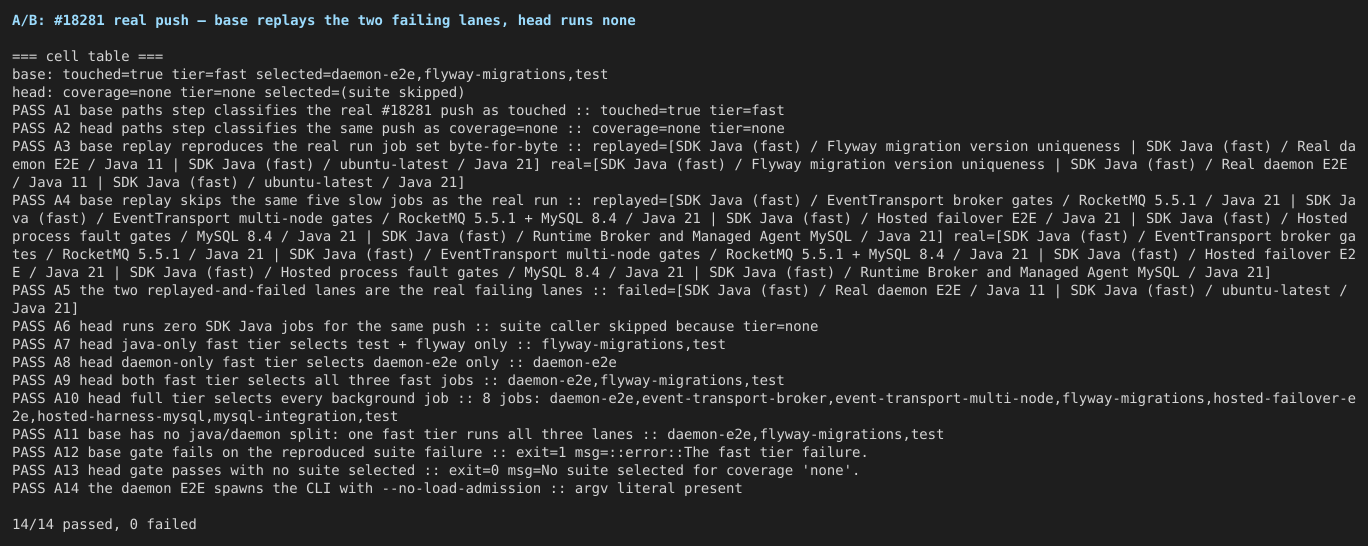 A/B: #18281 real push — base replays the two failing lanes, head runs none
=== cell table ===
base: touched=true tier=fast selected=daemon-e2e,flyway-migrations,test
head: coverage=none tier=none selected=(suite skipped)
PASS A1 base paths step classifies the real #18281 push as touched :: touched=true tier=fast
PASS A2 head paths step classifies the same push as coverage=none :: coverage=none tier=none
PASS A3 base replay reproduces the real run job set byte-for-byte :: replayed=[SDK Java (fast) / Flyway migration version uniqueness | SDK Java (fast) / Real da
emon E2E / Java 11 | SDK Java (fast) / ubuntu-latest / Java 21] real=[SDK Java (fast) / Flyway migration version uniqueness | SDK Java (fast) / Real daemon E2E
/ Java 11 | SDK Java (fast) / ubuntu-latest / Java 21]
PASS A4 base replay skips the same five slow jobs as the real run :: replayed=[SDK Java (fast) / EventTransport broker gates / RocketMQ 5.5.1 / Java 21 | SDK Ja
va (fast) / EventTransport multi-node gates / RocketMQ 5.5.1 + MySQL 8.4 / Java 21 | SDK Java (fast) / Hosted failover E2E / Java 21 | SDK Java (fast) / Hosted
process fault gates / MySQL 8.4 / Java 21 | SDK Java (fast) / Runtime Broker and Managed Agent MySQL / Java 21] real=[SDK Java (fast) / EventTransport broker ga
tes / RocketMQ 5.5.1 / Java 21 | SDK Java (fast) / EventTransport multi-node gates / RocketMQ 5.5.1 + MySQL 8.4 / Java 21 | SDK Java (fast) / Hosted failover E2
E / Java 21 | SDK Java (fast) / Hosted process fault gates / MySQL 8.4 / Java 21 | SDK Java (fast) / Runtime Broker and Managed Agent MySQL / Java 21]
PASS A5 the two replayed-and-failed lanes are the real failing lanes :: failed=[SDK Java (fast) / Real daemon E2E / Java 11 | SDK Java (fast) / ubuntu-latest /
Java 21]
PASS A6 head runs zero SDK Java jobs for the same push :: suite caller skipped because tier=none
PASS A7 head java-only fast tier selects test + flyway only :: flyway-migrations,test
PASS A8 head daemon-only fast tier selects daemon-e2e only :: daemon-e2e
PASS A9 head both fast tier selects all three fast jobs :: daemon-e2e,flyway-migrations,test
PASS A10 head full tier selects every background job :: 8 jobs: daemon-e2e,event-transport-broker,event-transport-multi-node,flyway-migrations,hosted-failover-e
2e,hosted-harness-mysql,mysql-integration,test
PASS A11 base has no java/daemon split: one fast tier runs all three lanes :: daemon-e2e,flyway-migrations,test
PASS A12 base gate fails on the reproduced suite failure :: exit=1 msg=::error::The fast tier failure.
PASS A13 head gate passes with no suite selected :: exit=0 msg=No suite selected for coverage 'none'.
PASS A14 the daemon E2E spawns the CLI with --no-load-admission :: argv literal present
14/14 passed, 0 failed